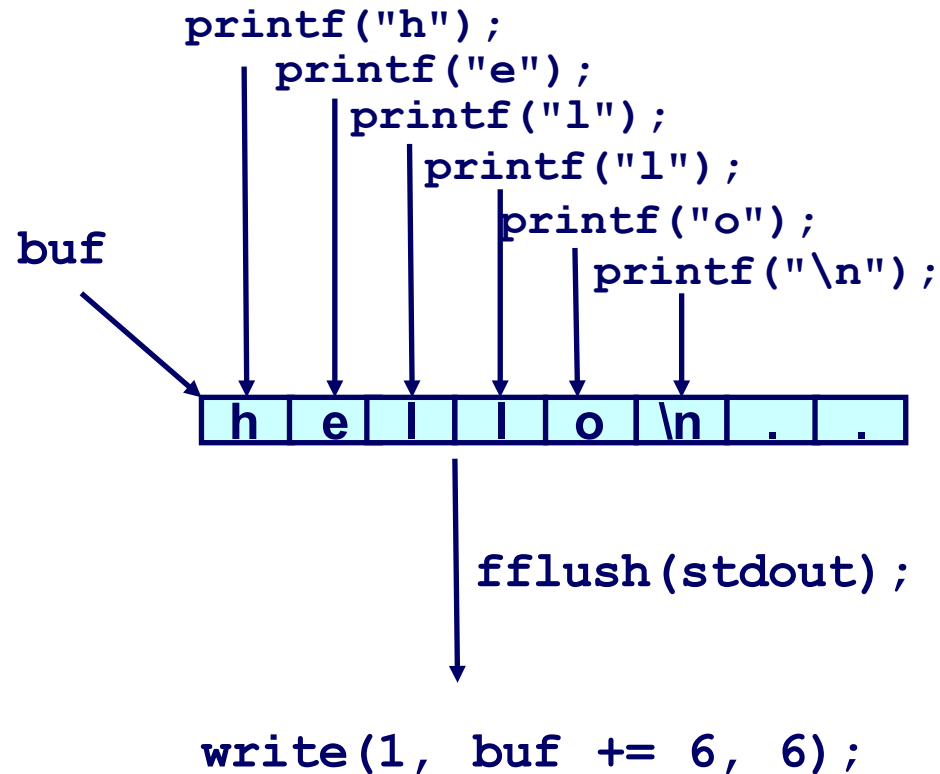 printf("h");
printf("e");
printf("l");
printf("l");
printf("o");
printf("\n");
buf
h e l l o \n . .
fflush(stdout);
write(1, buf += 6, 6);